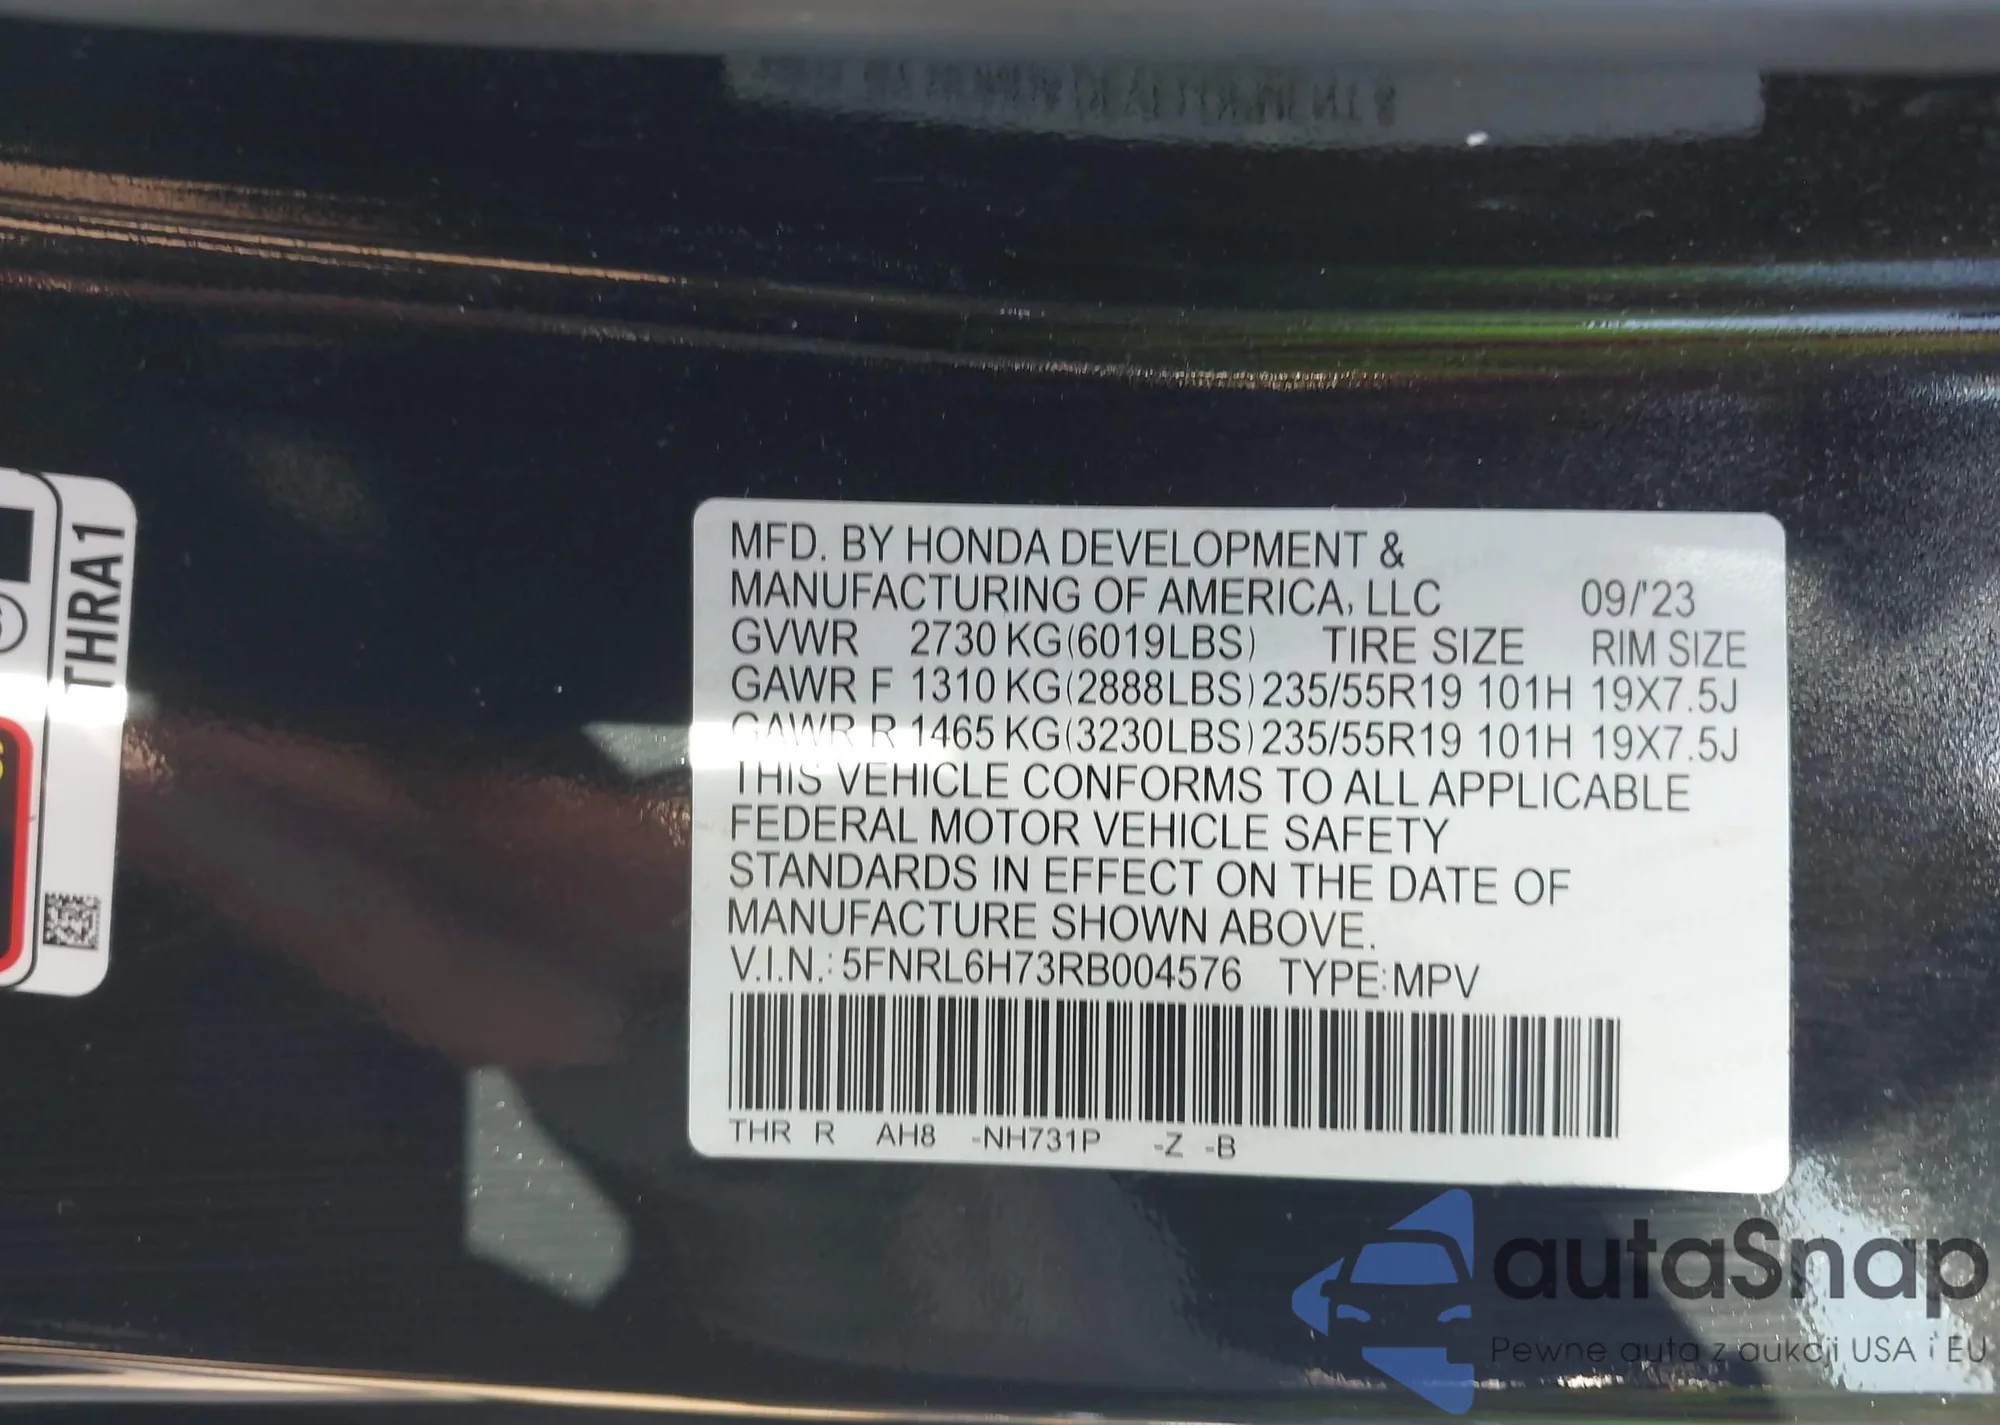 MFD. BY HONDA DEVELOPMENT &
MANUFACTURING OF AMERICA, LLC 09/'23
GVWR 2730 KG(6019LBS) TIRE SIZE RIM SIZE
GAWR F 1310 KG(2888LBS) 235/55R19 101H 19X7.5J
GAWR R 1465 KG(3230LBS) 235/55R19 101H 19X7.5J
THIS VEHICLE CONFORMS TO ALL APPLICABLE
FEDERAL MOTOR VEHICLE SAFETY
STANDARDS IN EFFECT ON THE DATE OF
MANUFACTURE SHOWN ABOVE.
V.I.N.: 5FNRL6H73RB004576 TYPE:MPV
THR R AH8 -NH731P -Z -B
THRA1
autaSnap
Pewne auta z aukcji USA i EU